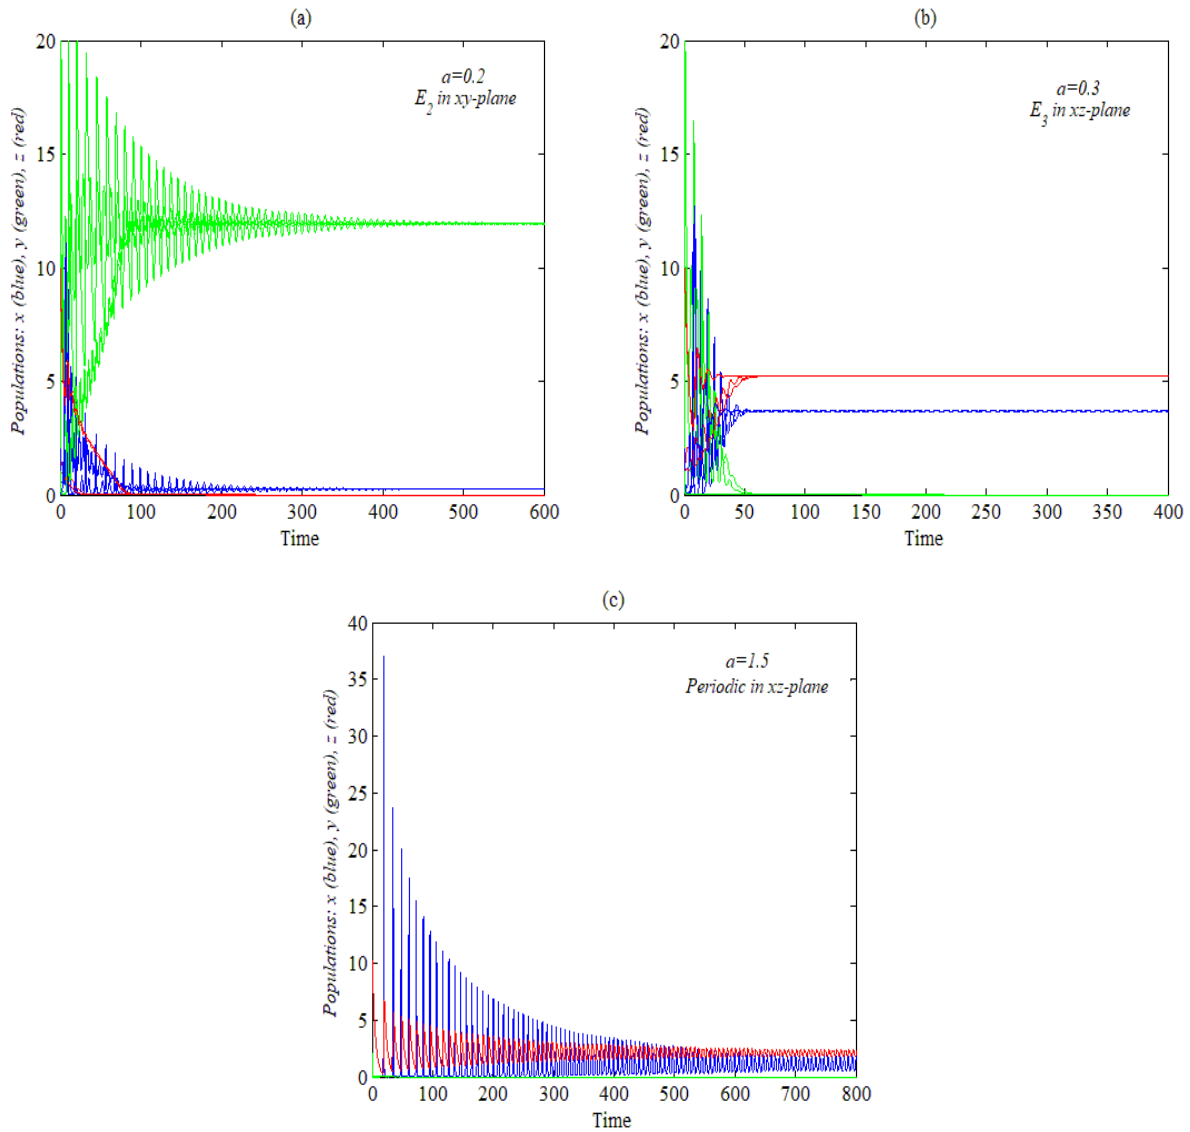 (a)
20
15
10
5
0
0 100 200 300 400 500 600
Time
Populations: x (blue), y (green), z (red)
a=0.2
E2 in xy-plane
(b)
20
15
10
5
0
0 50 100 150 200 250 300 350 400
Time
Populations: x (blue), y (green), z (red)
a=0.3
E3 in xz-plane
(c)
40
35
30
25
20
15
10
5
0
0 100 200 300 400 500 600 700 800
Time
Populations: x (blue), y (green), z (red)
a=1.5
Periodic in xz-plane